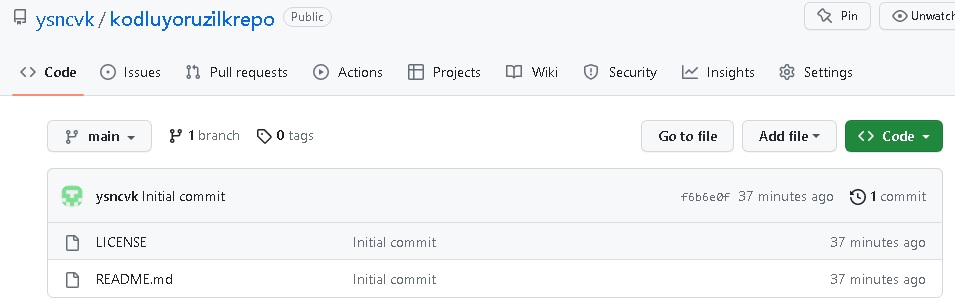 ysncvk / kodluyoruzilkrepo Public Pin Unwatch
Code Issues Pull requests Actions Projects Wiki Security Insights Settings
main 1 branch 0 tags Go to file Add file Code
ysncvk Initial commit f6b6e0f 37 minutes ago 1 commit
LICENSE Initial commit 37 minutes ago
README.md Initial commit 37 minutes ago